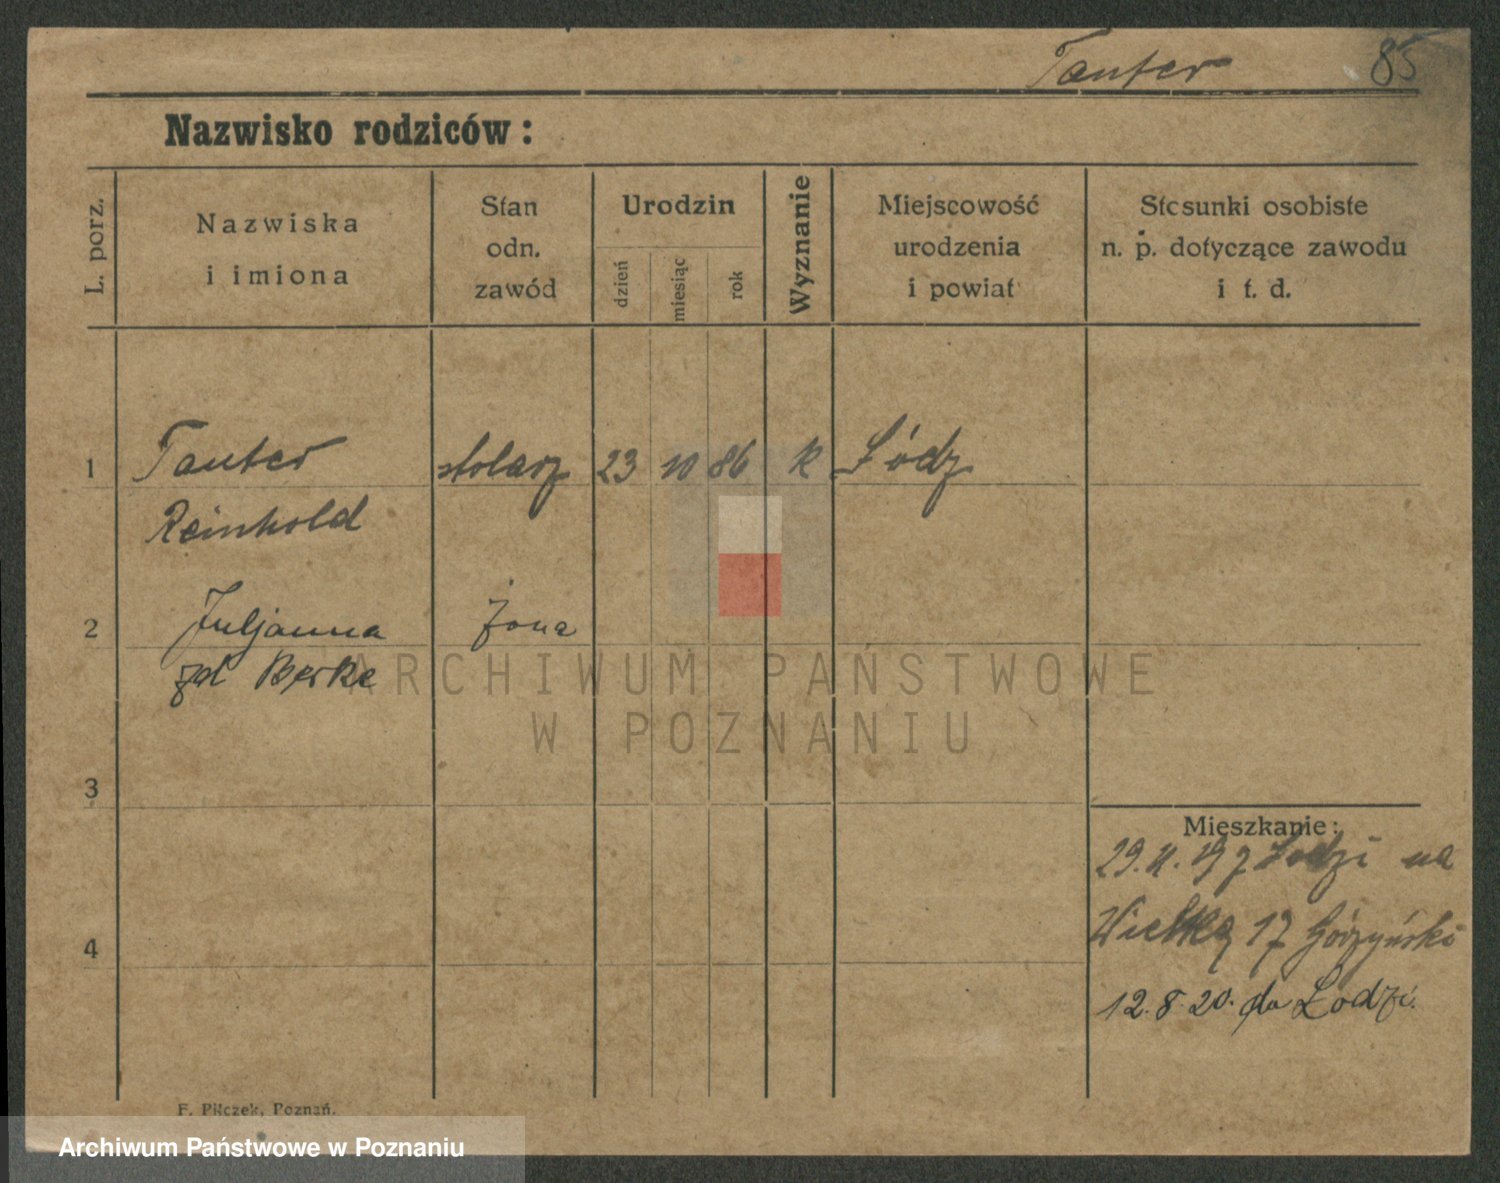 Tauter 85
Nazwisko rodziców:
L. porz.
Nazwiska
i imiona
Stan
odn.
zawód
Urodzin
dzień
miesiąc
rok
Wyznanie
Miejscowość
urodzenia
i powiat
Stosunki osobiste
n. p. dotyczące zawodu
i t. d.
1 Tauter stolarz 23 10 86 k Łódz
Reinhold
2 Juljanna żona
zd Berke
ARCHIWUM PAŃSTWOWE
W POZNANIU
3
Mieszkanie:
29.11.19 z Łodzi na
4 Wielką 17 Górzyński
12.8.20. do Łodzi.
F. Pilczek, Poznań.
Archiwum Państwowe w Poznaniu